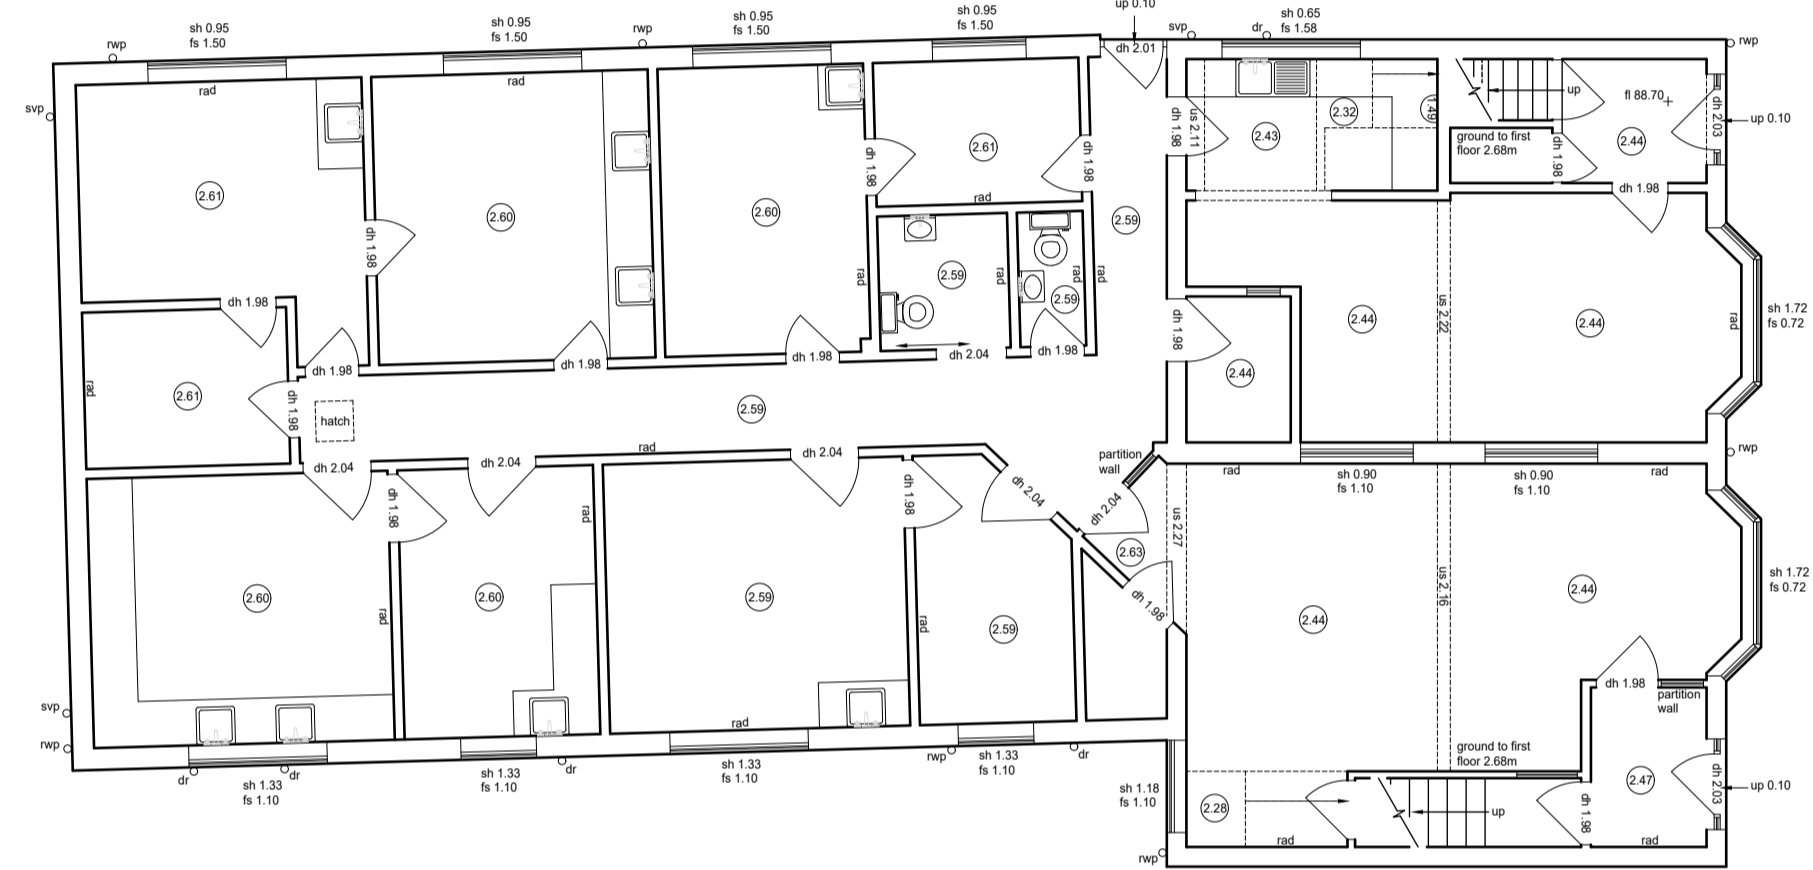 up 0.10
sh 0.95
fs 1.50
sh 0.95
fs 1.50
sh 0.95
fs 1.50
sh 0.95
fs 1.50
sh 0.65
fs 1.58
rwp
rwp
svp
dr
rwp
svp
rad
rad
dh 2.01
dh 1.98
us 2.11
2.43
2.32
1.49
up
fl 88.70
dh 2.03
up 0.10
ground to first
floor 2.68m
dh 1.98
2.44
dh 1.98
2.61
2.60
2.60
dh 1.98
2.61
dh 1.98
rad
2.59
dh 1.98
rad
2.59
rad
rad
2.59
rad
dh 1.98
dh 1.98
2.44
us 2.22
2.44
rad
sh 1.72
fs 0.72
dh 1.98
dh 1.98
dh 1.98
dh 2.04
dh 1.98
2.44
rad
2.61
dh 1.98
hatch
2.59
rad
dh 2.04
dh 2.04
dh 2.04
partition
wall
rwp
rad
sh 0.90
fs 1.10
sh 0.90
fs 1.10
rad
dh 1.98
rad
dh 1.98
dh 2.04
dh 2.04
us 2.27
2.63
dh 1.98
2.60
rad
2.60
2.59
rad
2.59
2.44
us 2.16
2.44
sh 1.72
fs 0.72
dh 1.98
partition
wall
svp
rwp
rad
dr
dr
sh 1.33
fs 1.10
sh 1.33
fs 1.10
dr
sh 1.33
fs 1.10
rwp
sh 1.33
fs 1.10
dr
ground to first
floor 2.68m
sh 1.18
fs 1.10
2.28
rad
up
dh 1.98
2.47
rad
dh 2.03
up 0.10
rwp